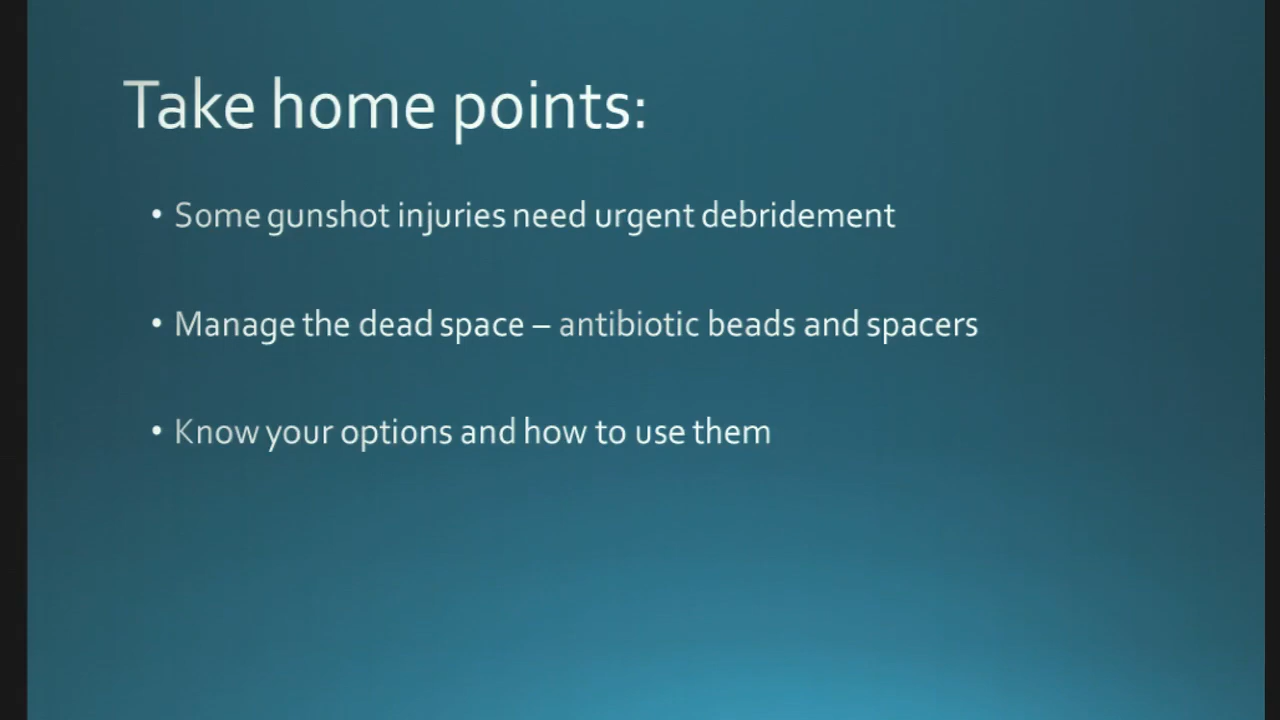 Take home points:
• Some gunshot injuries need urgent debridement
• Manage the dead space – antibiotic beads and spacers
• Know your options and how to use them